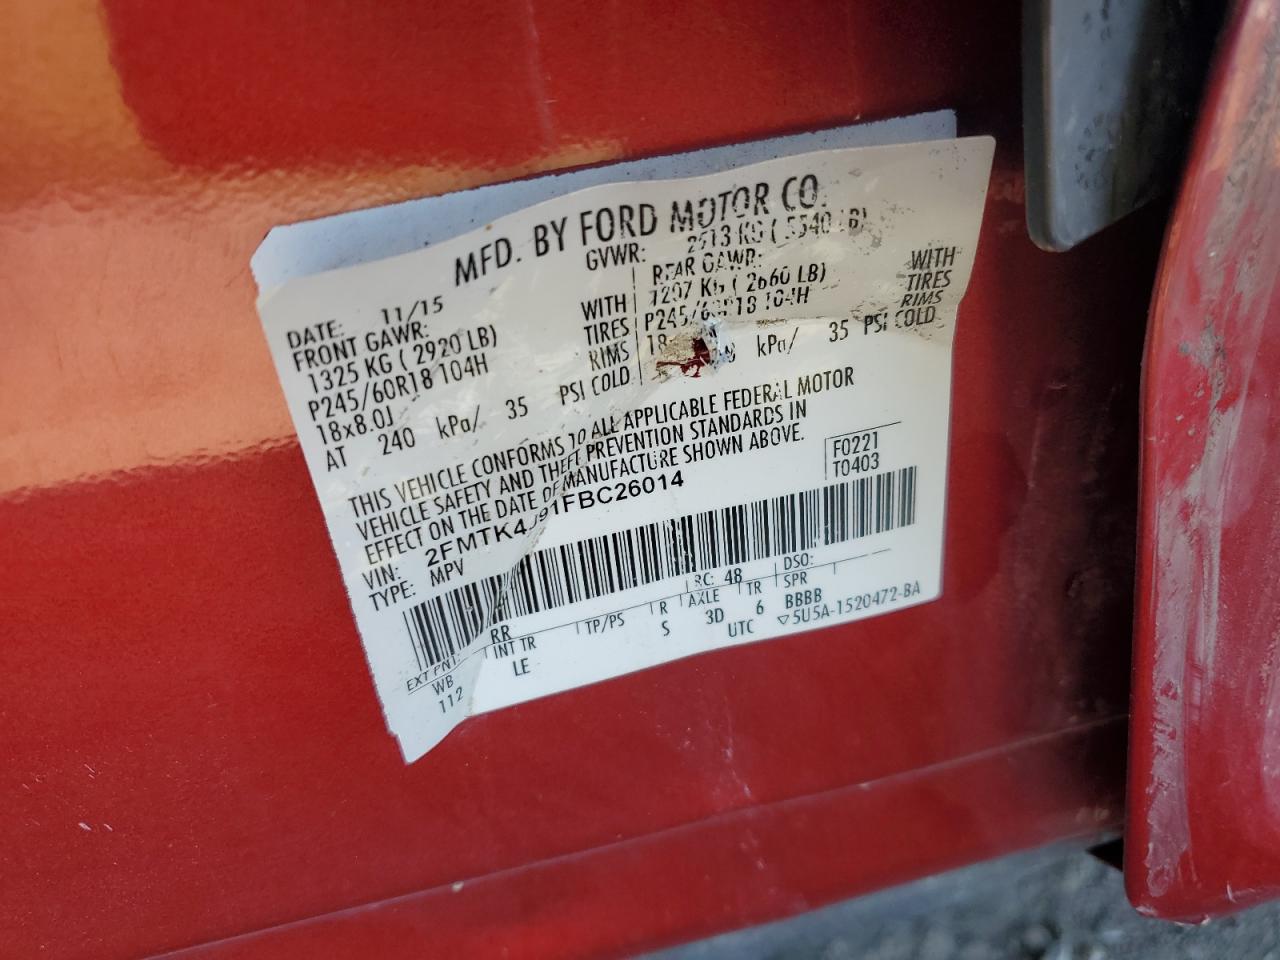 MFD. BY FORD MOTOR CO.
DATE: 11/15 GVWR: 2513 KG ( 5540 LB)
FRONT GAWR: REAR GAWR:
1325 KG ( 2920 LB) WITH 1207 KG ( 2660 LB) WITH
P245/60R18 104H TIRES P245/60R18 104H TIRES
18x8.0J RIMS RIMS
AT 240 kPa/ 35 PSI COLD kPa/ 35 PSI COLD
THIS VEHICLE CONFORMS TO ALL APPLICABLE FEDERAL MOTOR
VEHICLE SAFETY AND THEFT PREVENTION STANDARDS IN
EFFECT ON THE DATE OF MANUFACTURE SHOWN ABOVE.
VIN: F0221
TYPE: MPV T0403
EXT PNT: RR RC: 48 DSO:
WB INT TR TP/PS R AXLE TR SPR
112 LE S 3D 6 BBBB
UTC ▽5U5A-1520472-BA